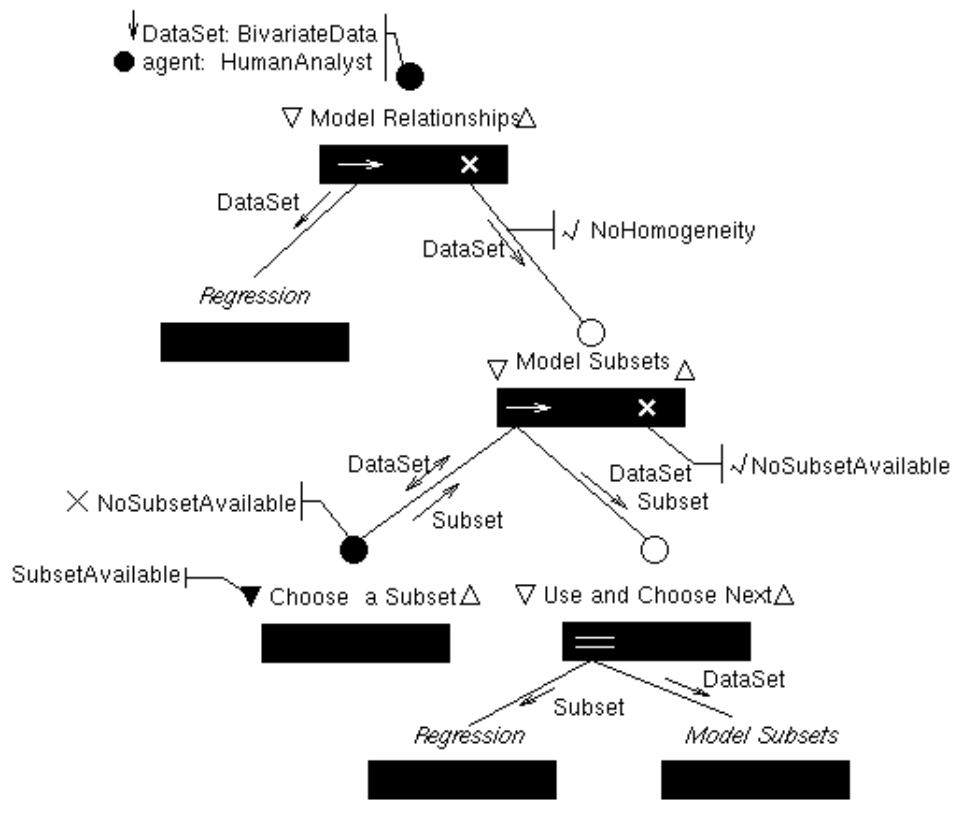 DataSet: BivariateData
agent: HumanAnalyst
Model Relationships
DataSet
NoHomogeneity
DataSet
Regression
Model Subsets
DataSet
DataSet
NoSubsetAvailable
NoSubsetAvailable
Subset
Subset
SubsetAvailable
Choose a Subset
Use and Choose Next
DataSet
Subset
Regression
Model Subsets